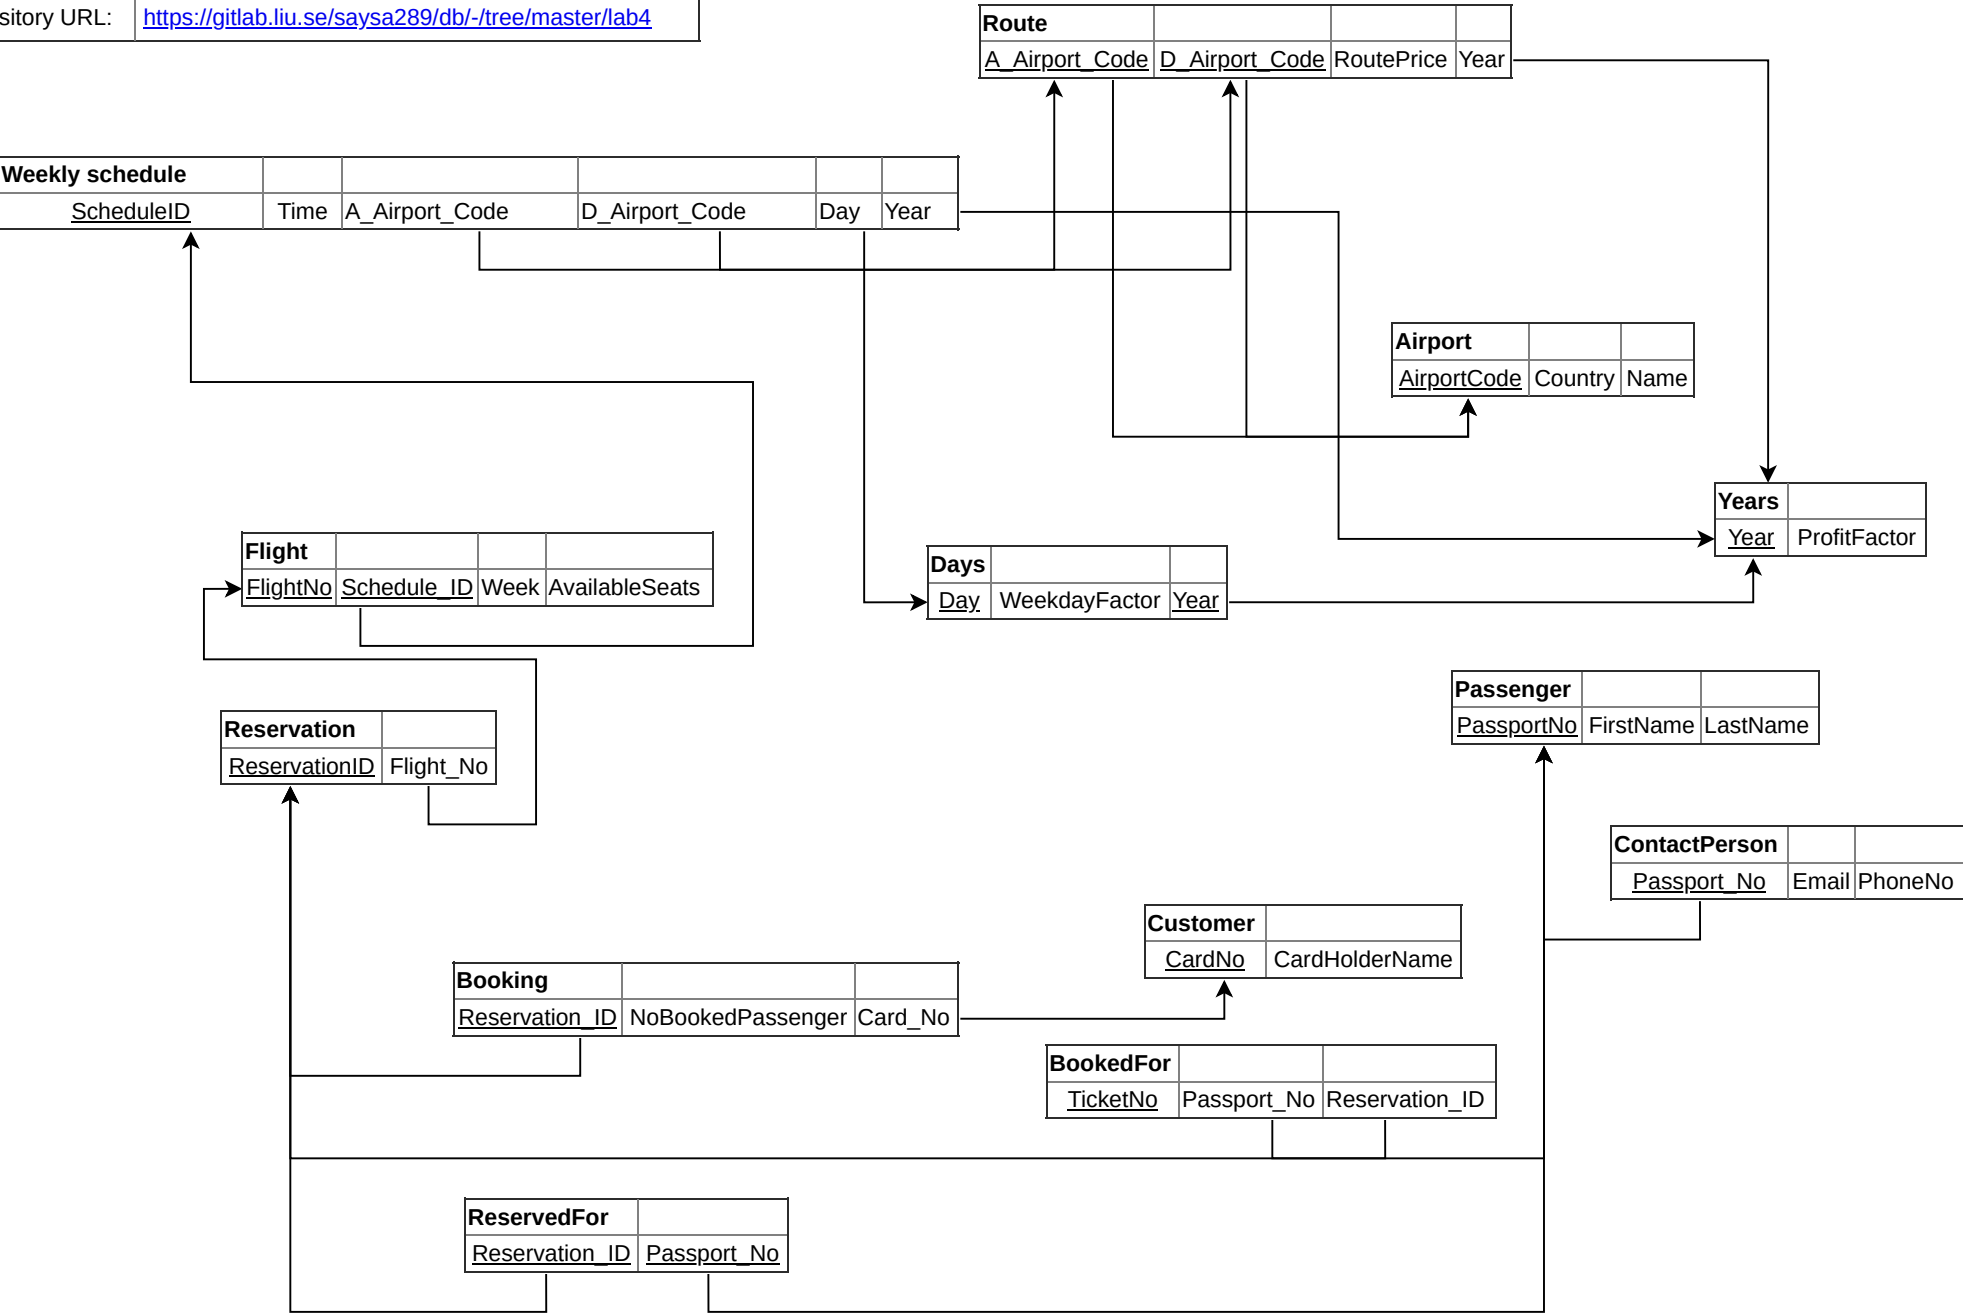 sitory URL: https://gitlab.liu.se/saysa289/db/-/tree/master/lab4
Route
A_Airport_Code D_Airport_Code RoutePrice Year
Weekly schedule
ScheduleID Time A_Airport_Code D_Airport_Code Day Year
Airport
AirportCode Country Name
Years
Year ProfitFactor
Flight
FlightNo Schedule_ID Week AvailableSeats
Days
Day WeekdayFactor Year
Passenger
PassportNo FirstName LastName
Reservation
ReservationID Flight_No
ContactPerson
Passport_No Email PhoneNo
Customer
CardNo CardHolderName
Booking
Reservation_ID NoBookedPassenger Card_No
BookedFor
TicketNo Passport_No Reservation_ID
ReservedFor
Reservation_ID Passport_No